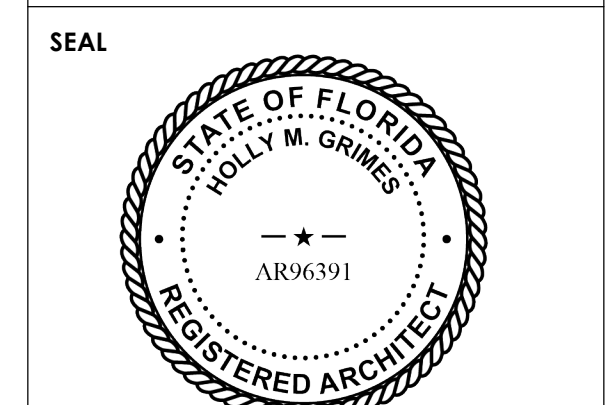 SEAL
STATE OF FLORIDA
HOLLY M. GRIMES
AR96391
REGISTERED ARCHITECT